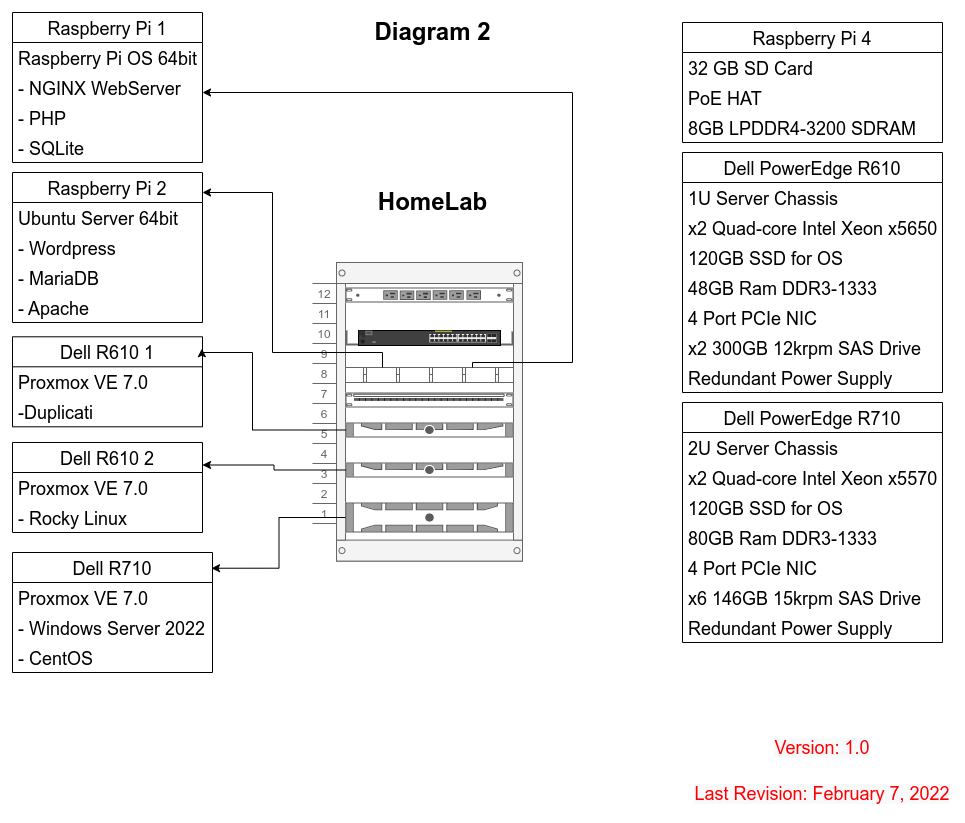 Diagram 2
Raspberry Pi 1
Raspberry Pi OS 64bit
- NGINX WebServer
- PHP
- SQLite
Raspberry Pi 2
Ubuntu Server 64bit
- Wordpress
- MariaDB
- Apache
Dell R610 1
Proxmox VE 7.0
-Duplicati
Dell R610 2
Proxmox VE 7.0
- Rocky Linux
Dell R710
Proxmox VE 7.0
- Windows Server 2022
- CentOS
HomeLab
12
11
10
9
8
7
6
5
4
3
2
1
Raspberry Pi 4
32 GB SD Card
PoE HAT
8GB LPDDR4-3200 SDRAM
Dell PowerEdge R610
1U Server Chassis
x2 Quad-core Intel Xeon x5650
120GB SSD for OS
48GB Ram DDR3-1333
4 Port PCIe NIC
x2 300GB 12krpm SAS Drive
Redundant Power Supply
Dell PowerEdge R710
2U Server Chassis
x2 Quad-core Intel Xeon x5570
120GB SSD for OS
80GB Ram DDR3-1333
4 Port PCIe NIC
x6 146GB 15krpm SAS Drive
Redundant Power Supply
Version: 1.0
Last Revision: February 7, 2022